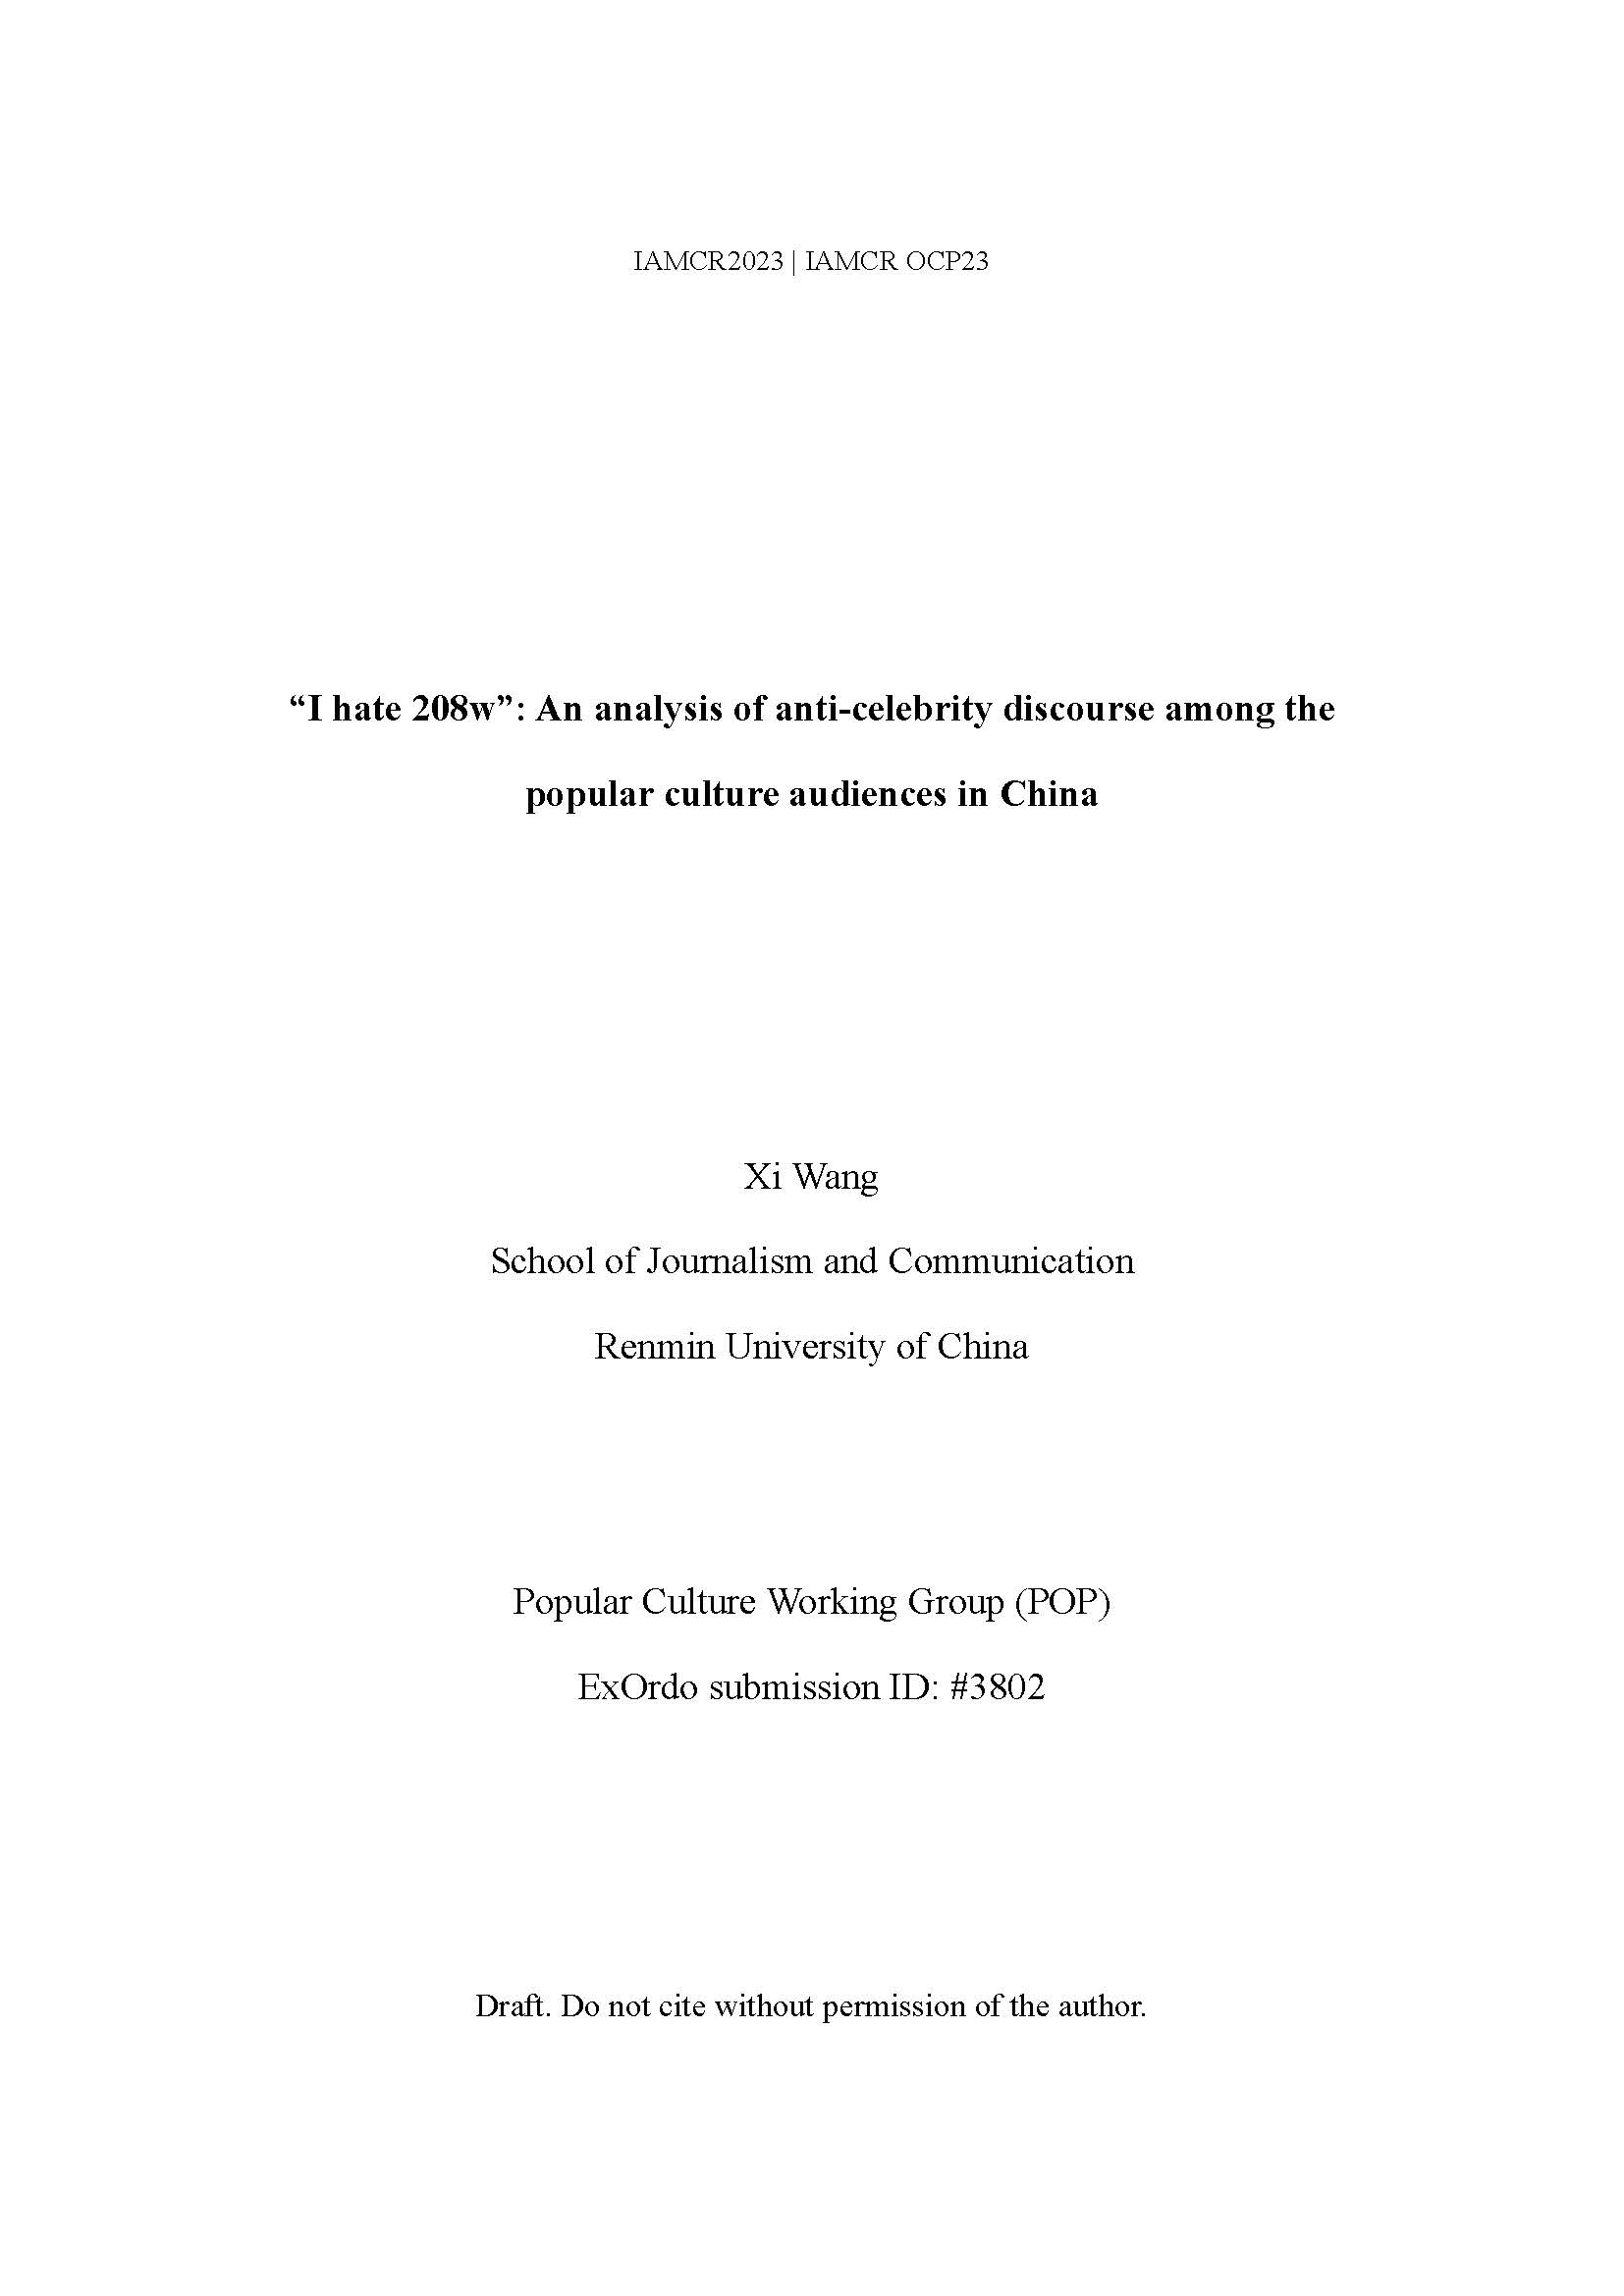 IAMCR2023 | IAMCR OCP23
“I hate 208w”: An analysis of anti-celebrity discourse among the
popular culture audiences in China
Xi Wang
School of Journalism and Communication
Renmin University of China
Popular Culture Working Group (POP)
ExOrdo submission ID: #3802
Draft. Do not cite without permission of the author.